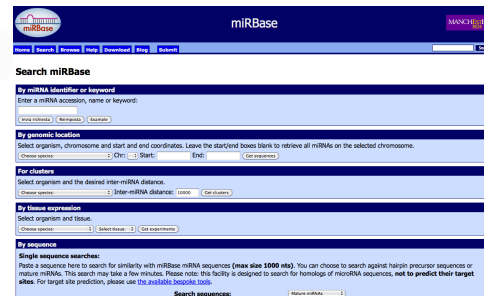 miRBase
miRBase
MANCHESTER
1824
Home Search Browse Help Download Blog Submit
Search miRBase
By miRNA identifier or keyword
Enter a miRNA accession, name or keyword:
Invia richiesta Reimposta Example
By genomic location
Select organism, chromosome and start and end coordinates. Leave the start/end boxes blank to retrieve all miRNAs on the selected chromosome.
Choose species: Chr: Start: End: Get sequences
For clusters
Select organism and the desired inter-miRNA distance.
Choose species: Inter-miRNA distance: 10000 Get clusters
By tissue expression
Select organism and tissue.
Choose species: Select tissue: Get experiments
By sequence
Single sequence searches:
Paste a sequence here to search for similarity with miRBase miRNA sequences (max size 1000 nts). You can choose to search against hairpin precursor sequences or
mature miRNAs. This search may take a few minutes. Please note: this facility is designed to search for homologs of microRNA sequences, not to predict their target
sites. For target site prediction, please use the available bespoke tools.
Search sequences: Mature miRNAs